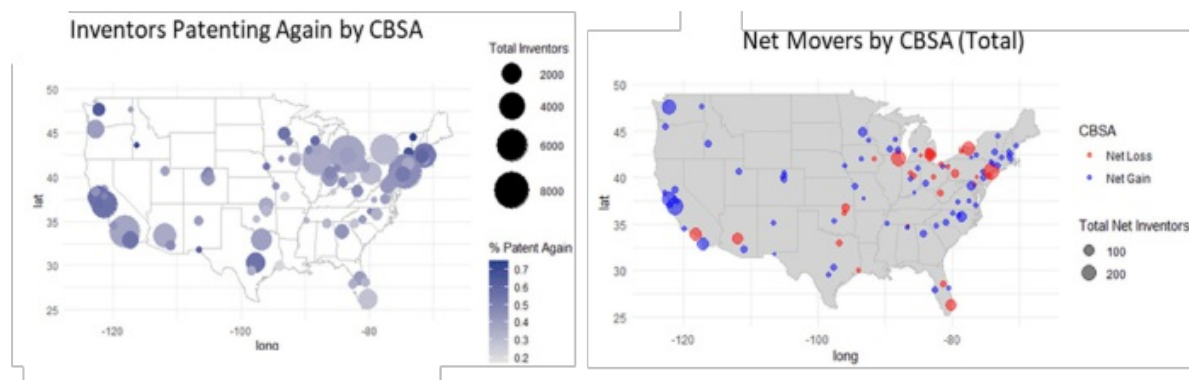 Inventors Patenting Again by CBSA
Total Inventors
2000
4000
6000
8000
% Patent Again
0.7
0.6
0.5
0.4
0.3
0.2
50
45
40
35
30
25
lat
-120
-100
-80
long
Net Movers by CBSA (Total)
50
45
40
35
30
25
lat
-120
-100
-80
long
CBSA
Net Loss
Net Gain
Total Net Inventors
100
200